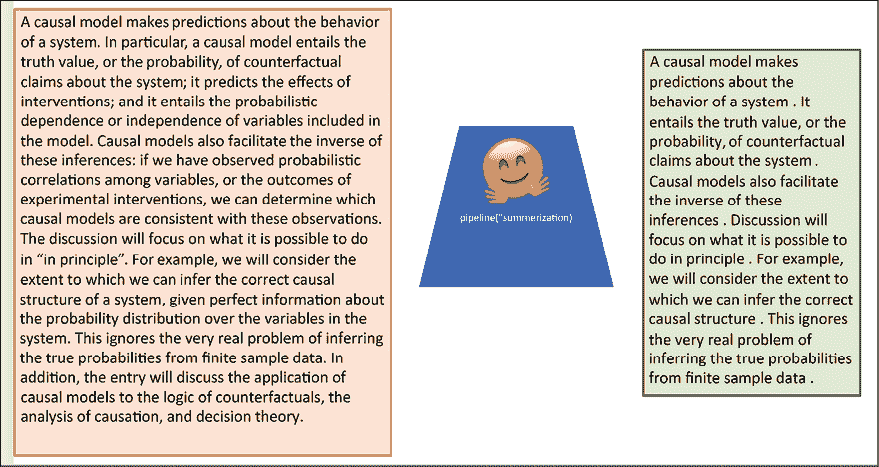 A causal model makes predictions about the behavior
of a system. In particular, a causal model entails the
truth value, or the probability, of counterfactual
claims about the system; it predicts the effects of
interventions; and it entails the probabilistic
dependence or independence of variables included in
the model. Causal models also facilitate the inverse of
these inferences: if we have observed probabilistic
correlations among variables, or the outcomes of
experimental interventions, we can determine which
causal models are consistent with these observations.
The discussion will focus on what it is possible to do
in “in principle”. For example, we will consider the
extent to which we can infer the correct causal
structure of a system, given perfect information about
the probability distribution over the variables in the
system. This ignores the very real problem of inferring
the true probabilities from finite sample data. In
addition, the entry will discuss the application of
causal models to the logic of counterfactuals, the
analysis of causation, and decision theory.
pipeline("summerization)
A causal model makes
predictions about the
behavior of a system . It
entails the truth value, or the
probability, of counterfactual
claims about the system .
Causal models also facilitate
the inverse of these
inferences . Discussion will
focus on what it is possible to
do in principle . For example,
we will consider the extent to
which we can infer the correct
causal structure . This ignores
the very real problem of
inferring the true probabilities
from finite sample data .